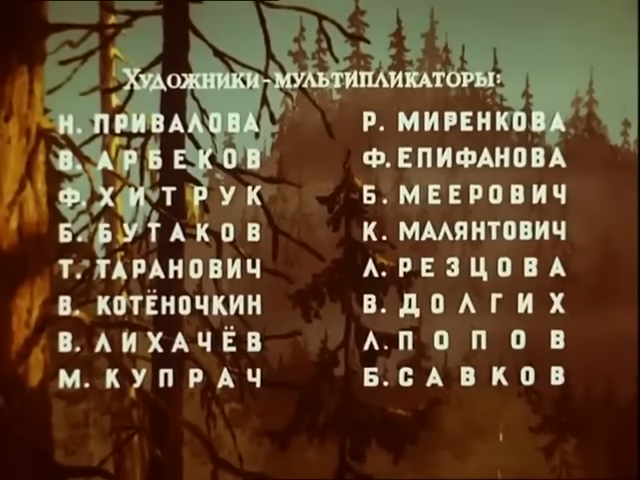 Художники-мультипликаторы:
Н. ПРИВАЛОВА
В. АРБЕКОВ
Ф. ХИТРУК
Б. БУТАКОВ
Т. ТАРАНОВИЧ
В. КОТЁНОЧКИН
В. ЛИХАЧЁВ
М. КУПРАЧ
Р. МИРЕНКОВА
Ф. ЕПИФАНОВА
Б. МЕЕРОВИЧ
К. МАЛЯНТОВИЧ
Л. РЕЗЦОВА
В. ДОЛГИХ
Л. ПОПОВ
Б. САВКОВ